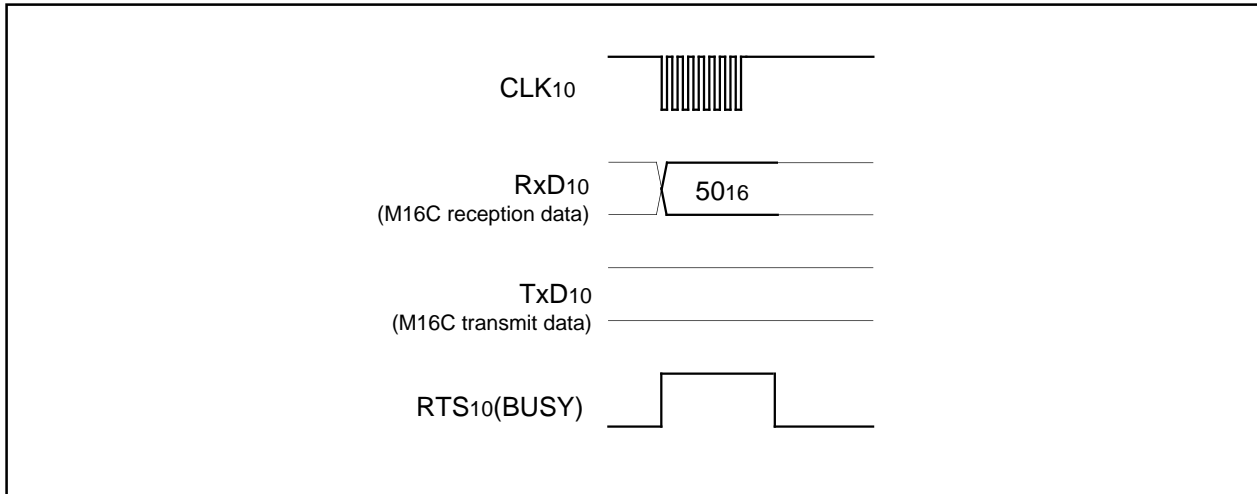 CLK10
RxD10
(M16C reception data)
5016
TxD10
(M16C transmit data)
RTS10(BUSY)